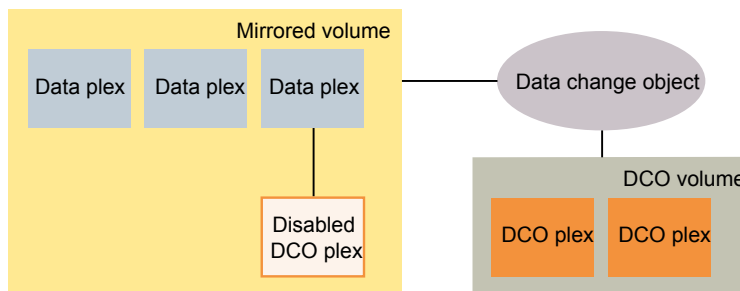 Mirrored volume
Data plex
Data plex
Data plex
Disabled
DCO plex
Data change object
DCO volume
DCO plex
DCO plex